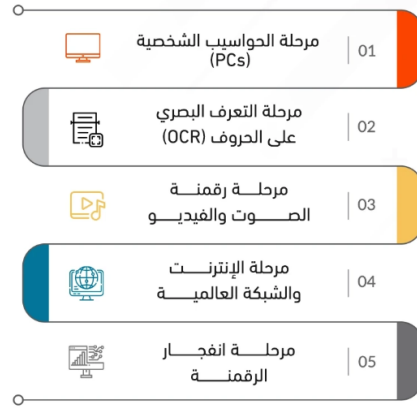 01
مرحلة الحواسيب الشخصية
(PCs)
02
مرحلة التعرف البصري
على الحروف (OCR)
03
مرحلـــة رقمنـــة
الصـــوت والفيديـــو
04
مرحلة الإنترنـــت
والشبكة العالميـــة
05
مرحلـــة انفجـــار
الرقمنـــة